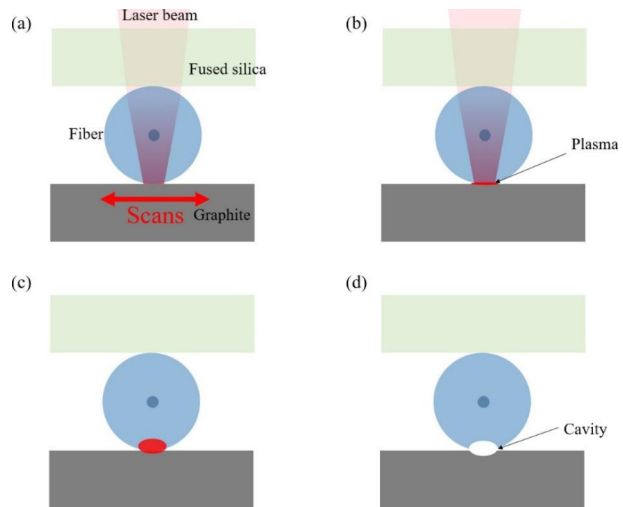 (a)
Laser beam
Fused silica
Fiber
Scans
Graphite
(b)
Plasma
(c)
(d)
Cavity